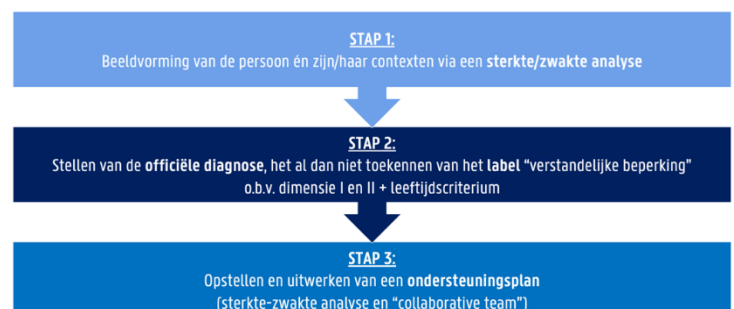 STAP 1:
Beeldvorming van de persoon én zijn/haar contexten via een sterkte/zwakte analyse
STAP 2:
Stellen van de officiële diagnose, het al dan niet toekennen van het label “verstandelijke beperking”
o.b.v. dimensie I en II + leeftijdscriterium
STAP 3:
Opstellen en uitwerken van een ondersteuningsplan
(sterkte-zwakte analyse en “collaborative team”)